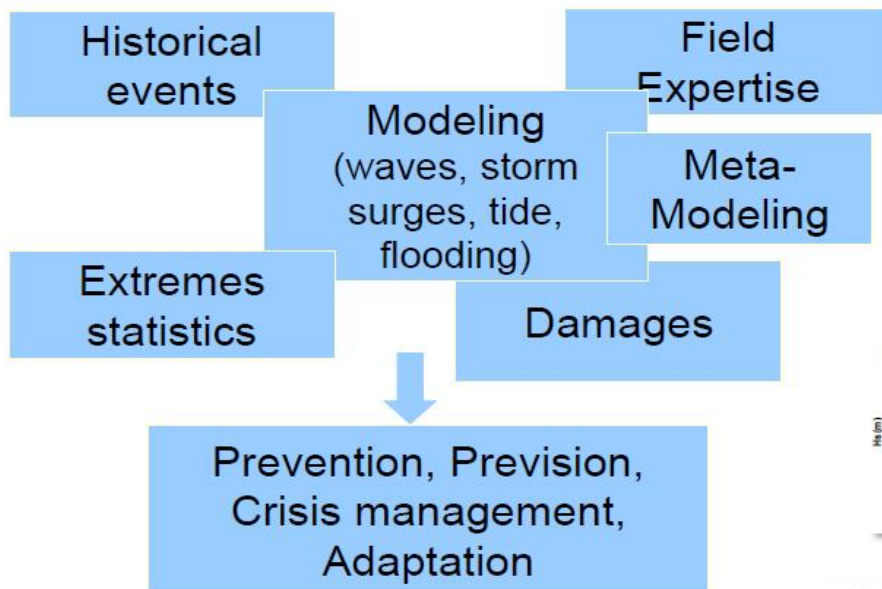 Historical
events
Field
Expertise
Modeling
(waves, storm
surges, tide,
flooding)
Meta-
Modeling
Extremes
statistics
Damages
Hs (m)
Prevention, Prevision,
Crisis management,
Adaptation